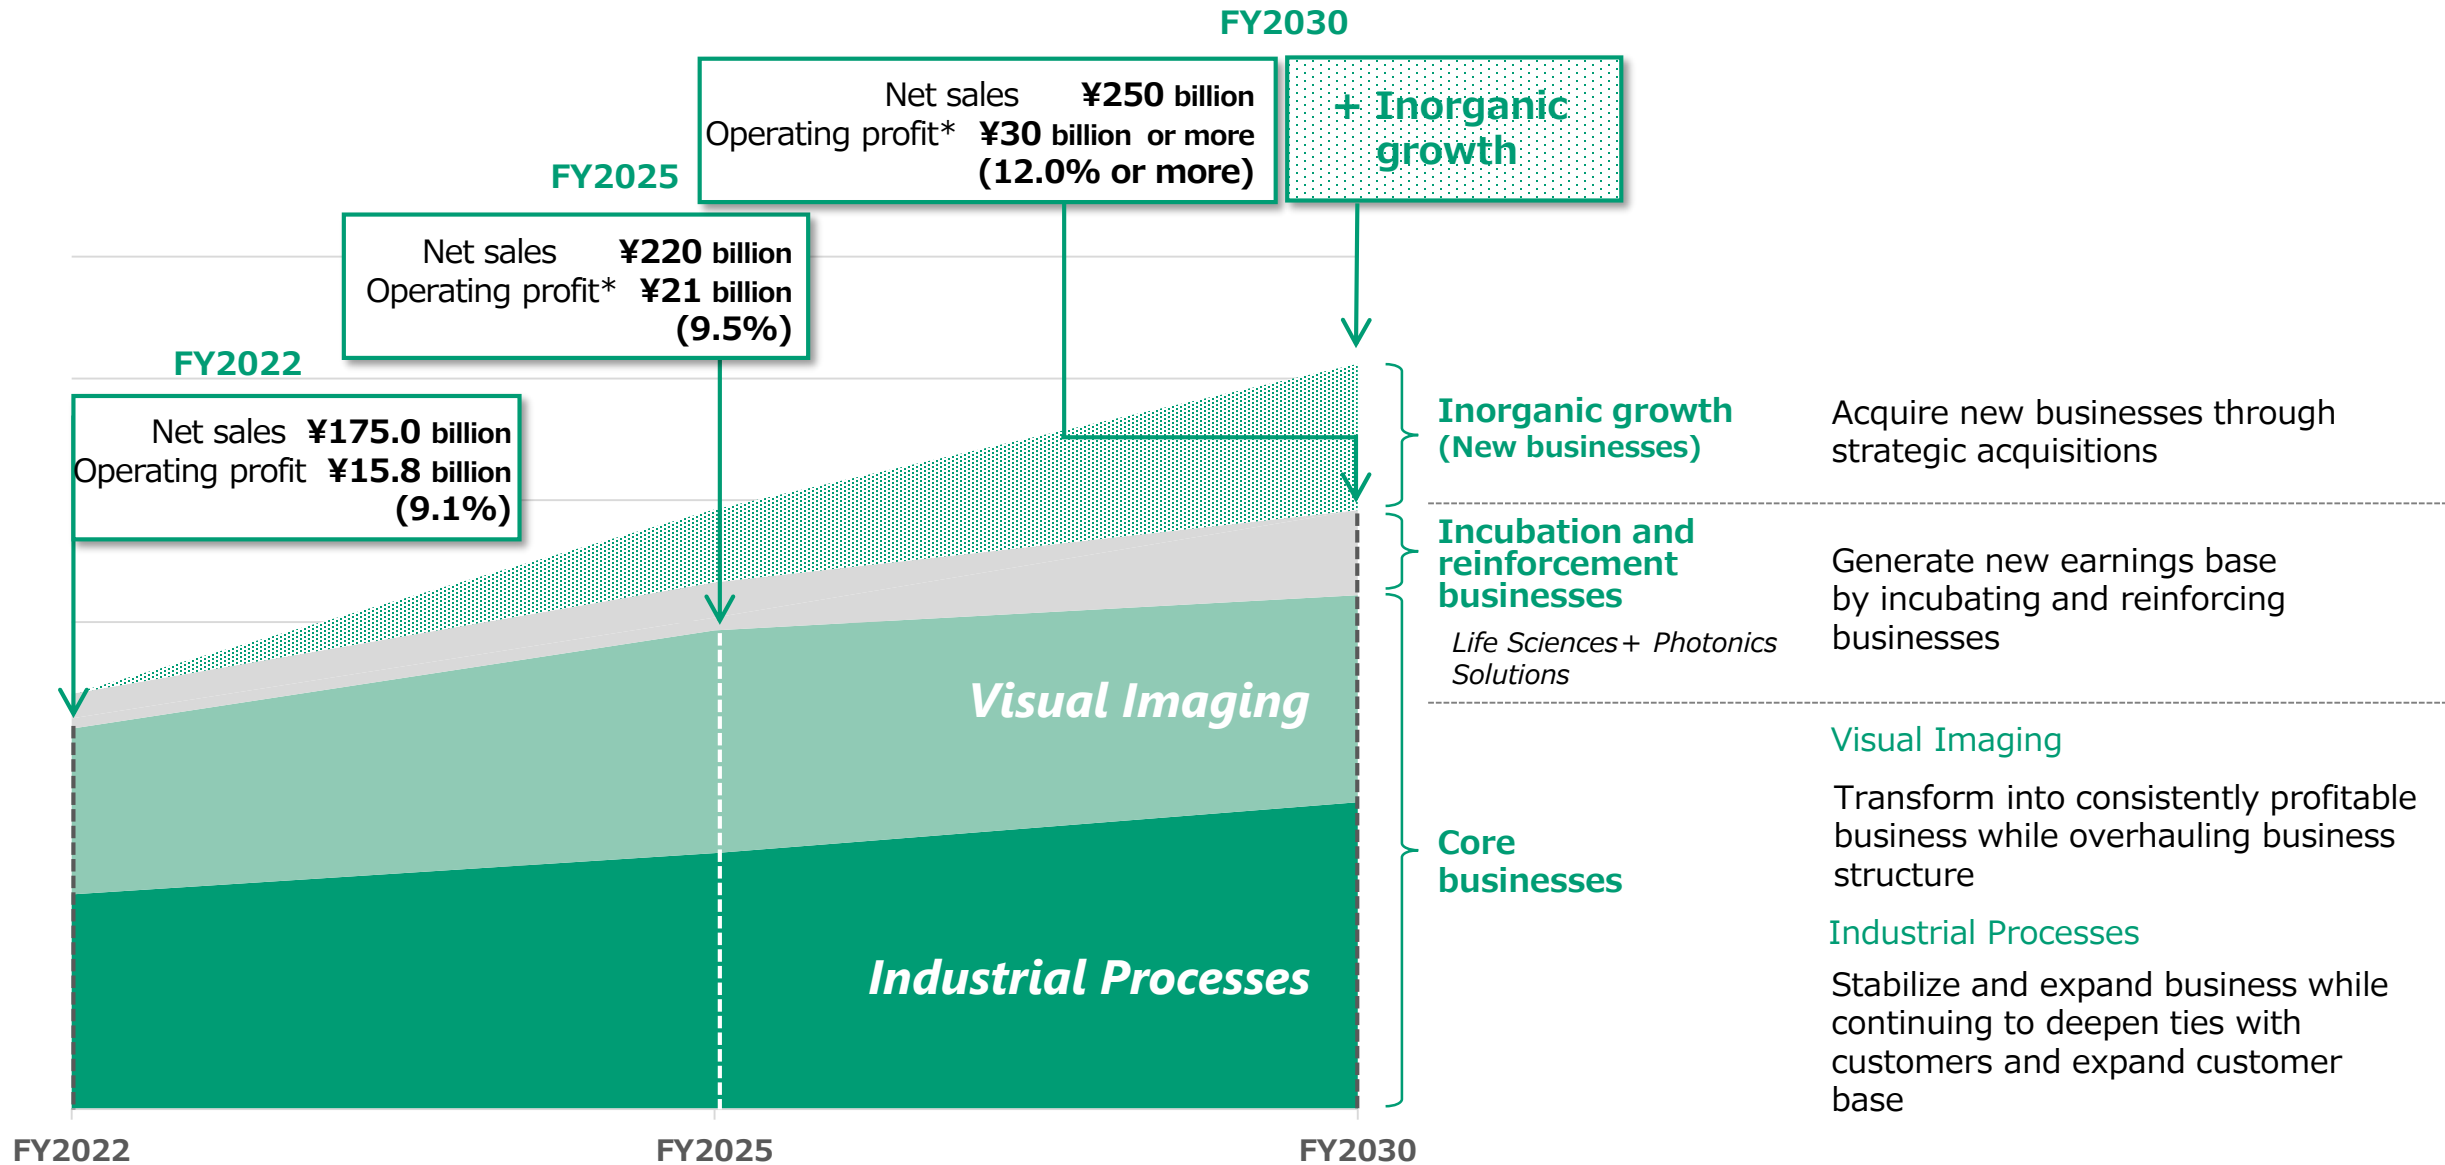 FY2030
Net sales ¥250 billion
Operating profit* ¥30 billion or more
(12.0% or more)
+ Inorganic
growth
FY2025
Net sales ¥220 billion
Operating profit* ¥21 billion
(9.5%)
FY2022
Net sales ¥175.0 billion
Operating profit ¥15.8 billion
(9.1%)
Inorganic growth
(New businesses)
Acquire new businesses through
strategic acquisitions
Incubation and
reinforcement
businesses
Life Sciences+ Photonics
Solutions
Generate new earnings base
by incubating and reinforcing
businesses
Visual Imaging
Industrial Processes
Core
businesses
Visual Imaging
Transform into consistently profitable
business while overhauling business
structure
Industrial Processes
Stabilize and expand business while
continuing to deepen ties with
customers and expand customer
base
FY2022
FY2025
FY2030